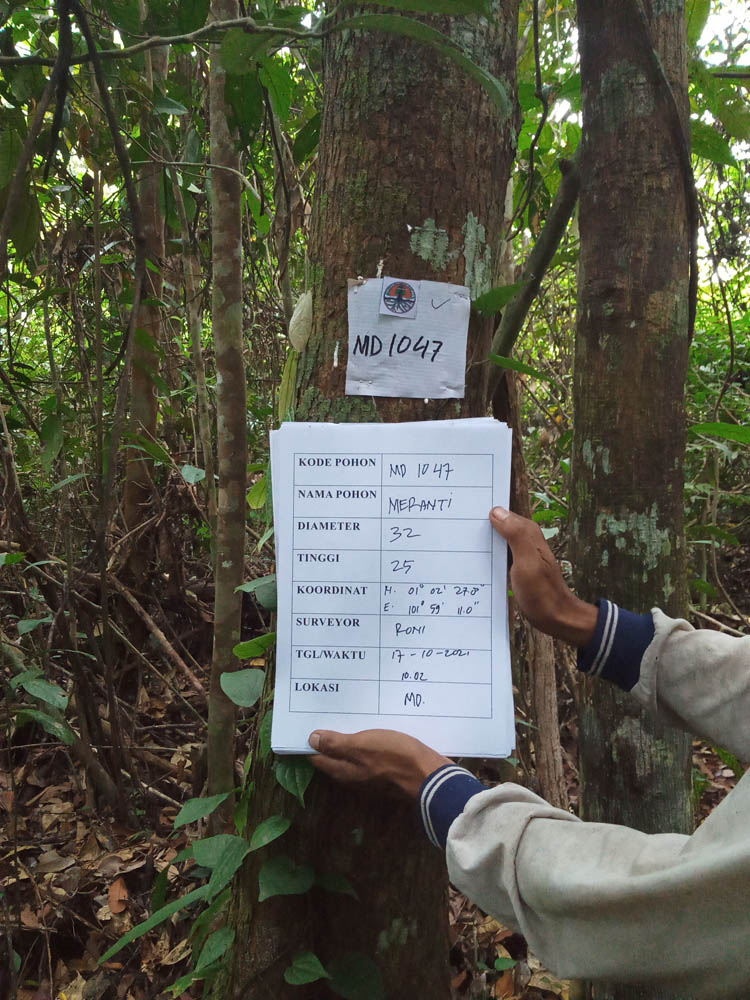 MD 1047
KODE POHON MD 1047
NAMA POHON MERANTi
DIAMETER 32
TINGGI 25
KOORDINAT N. 01° 02' 27.8"
E. 101° 59' 11.0"
SURVEYOR RONI
TGL/WAKTU 17-10-2021
10.02
LOKASI MD.